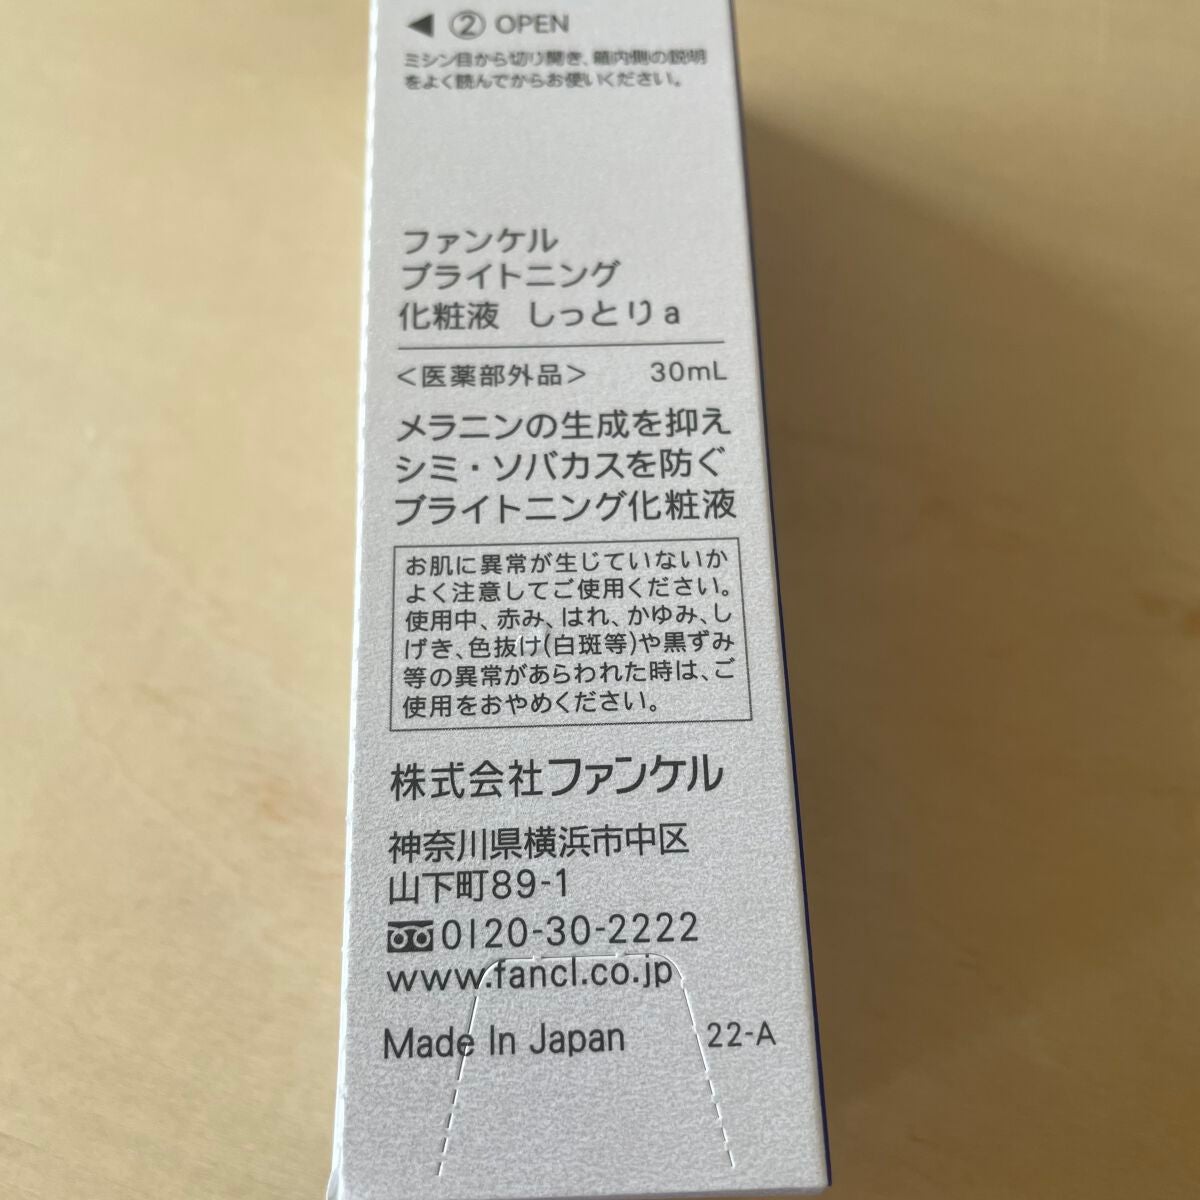 ◀ ② OPEN
ミシン目から切り開き、箱内側の説明
をよく読んでからお使いください。
ファンケル
ブライトニング
化粧液 しっとりa
<医薬部外品> 30mL
メラニンの生成を抑え
シミ・ソバカスを防ぐ
ブライトニング化粧液
お肌に異常が生じていないか
よく注意してご使用ください。
使用中、赤み、はれ、かゆみ、し
げき、色抜け(白斑等)や黒ずみ
等の異常があらわれた時は、ご
使用をおやめください。
株式会社ファンケル
神奈川県横浜市中区
山下町89-1
0120-30-2222
www.fancl.co.jp
Made In Japan 22-A